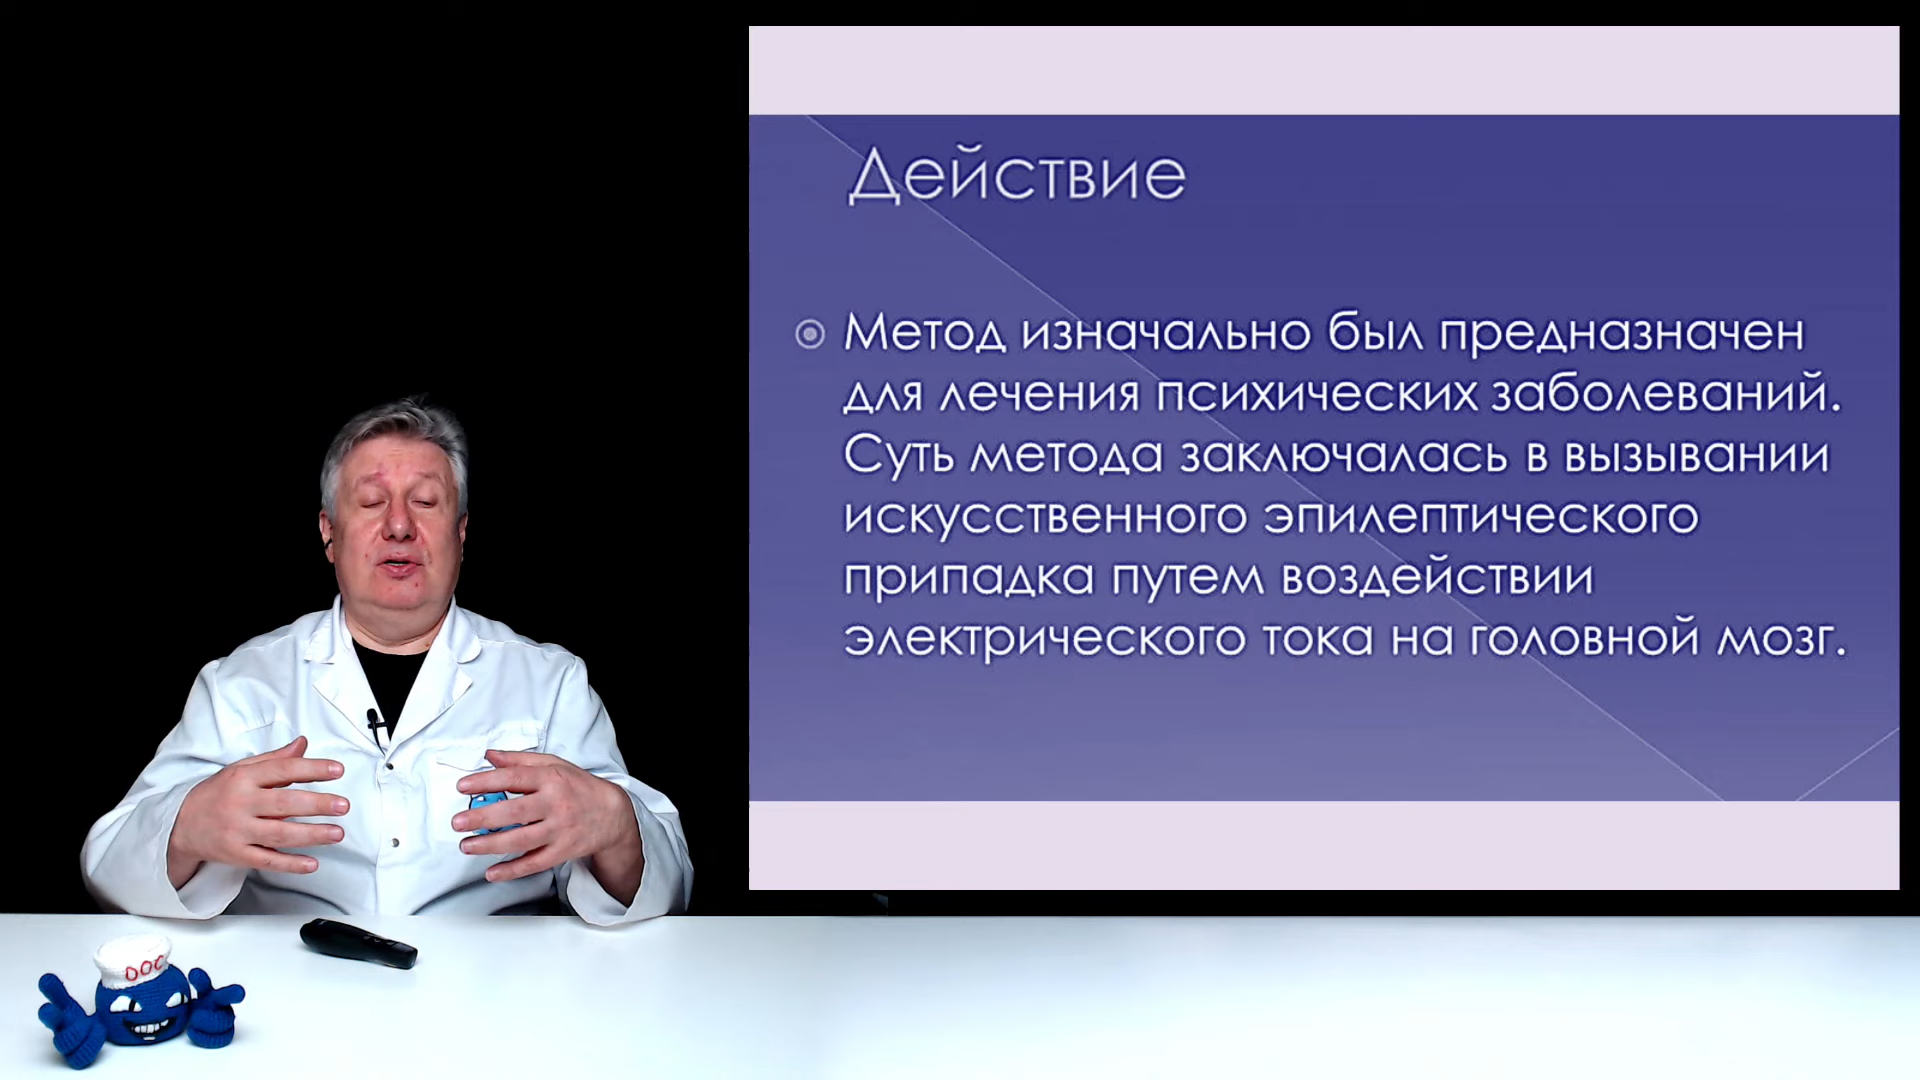 Действие
Метод изначально был предназначен
для лечения психических заболеваний.
Суть метода заключалась в вызывании
искусственного эпилептического
припадка путем воздействии
электрического тока на головной мозг.
DOC